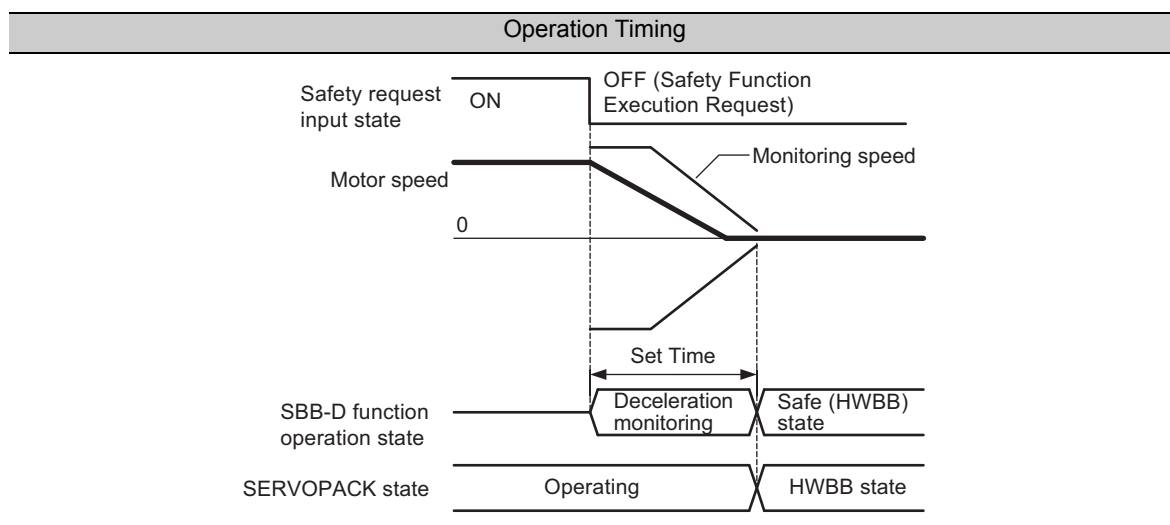 Operation Timing
Safety request
input state
ON
OFF (Safety Function
Execution Request)
Monitoring speed
Motor speed
0
Set Time
SBB-D function
operation state
Deceleration
monitoring
Safe (HWBB)
state
SERVOPACK state
Operating
HWBB state